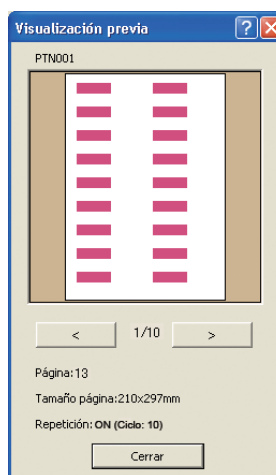 Visualización previa
PTN001
< 1/10 >
Página:13
Tamaño página:210x297mm
Repetición: ON (Ciclo: 10)
Cerrar